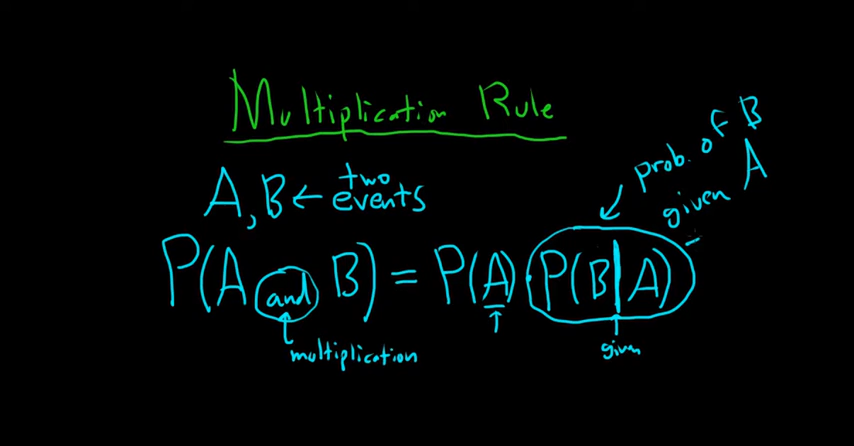 Multiplication Rule
A, B ← two events
prob. of B
given A
P(A and B) = P(A) · P(B|A)
multiplication
given